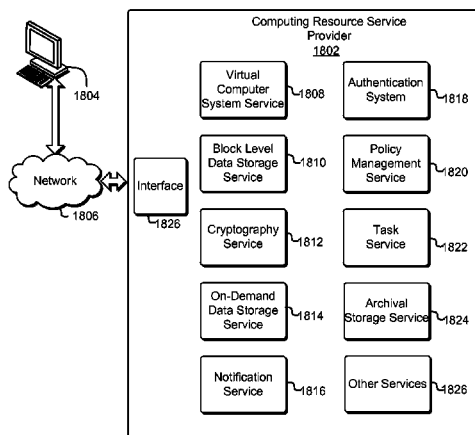 Computing Resource Service
Provider
1802
1804
Network
1806
Interface
1826
Virtual
Computer
System Service
1808
Authentication
System
1818
Block Level
Data Storage
Service
1810
Policy
Management
Service
1820
Cryptography
Service
1812
Task
Service
1822
On-Demand
Data Storage
Service
1814
Archival
Storage Service
1824
Notification
Service
1816
Other Services
1826